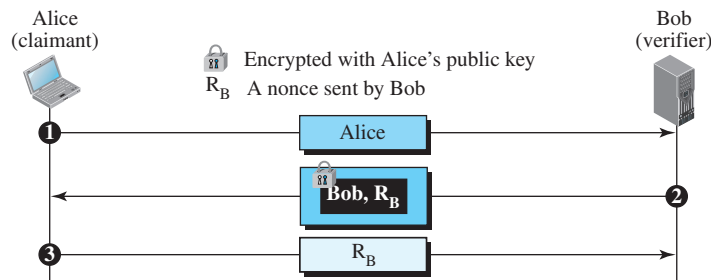 Alice
(claimant)
Bob
(verifier)
Encrypted with Alice's public key
R_B A nonce sent by Bob
1
Alice
Bob, R_B
2
3
R_B